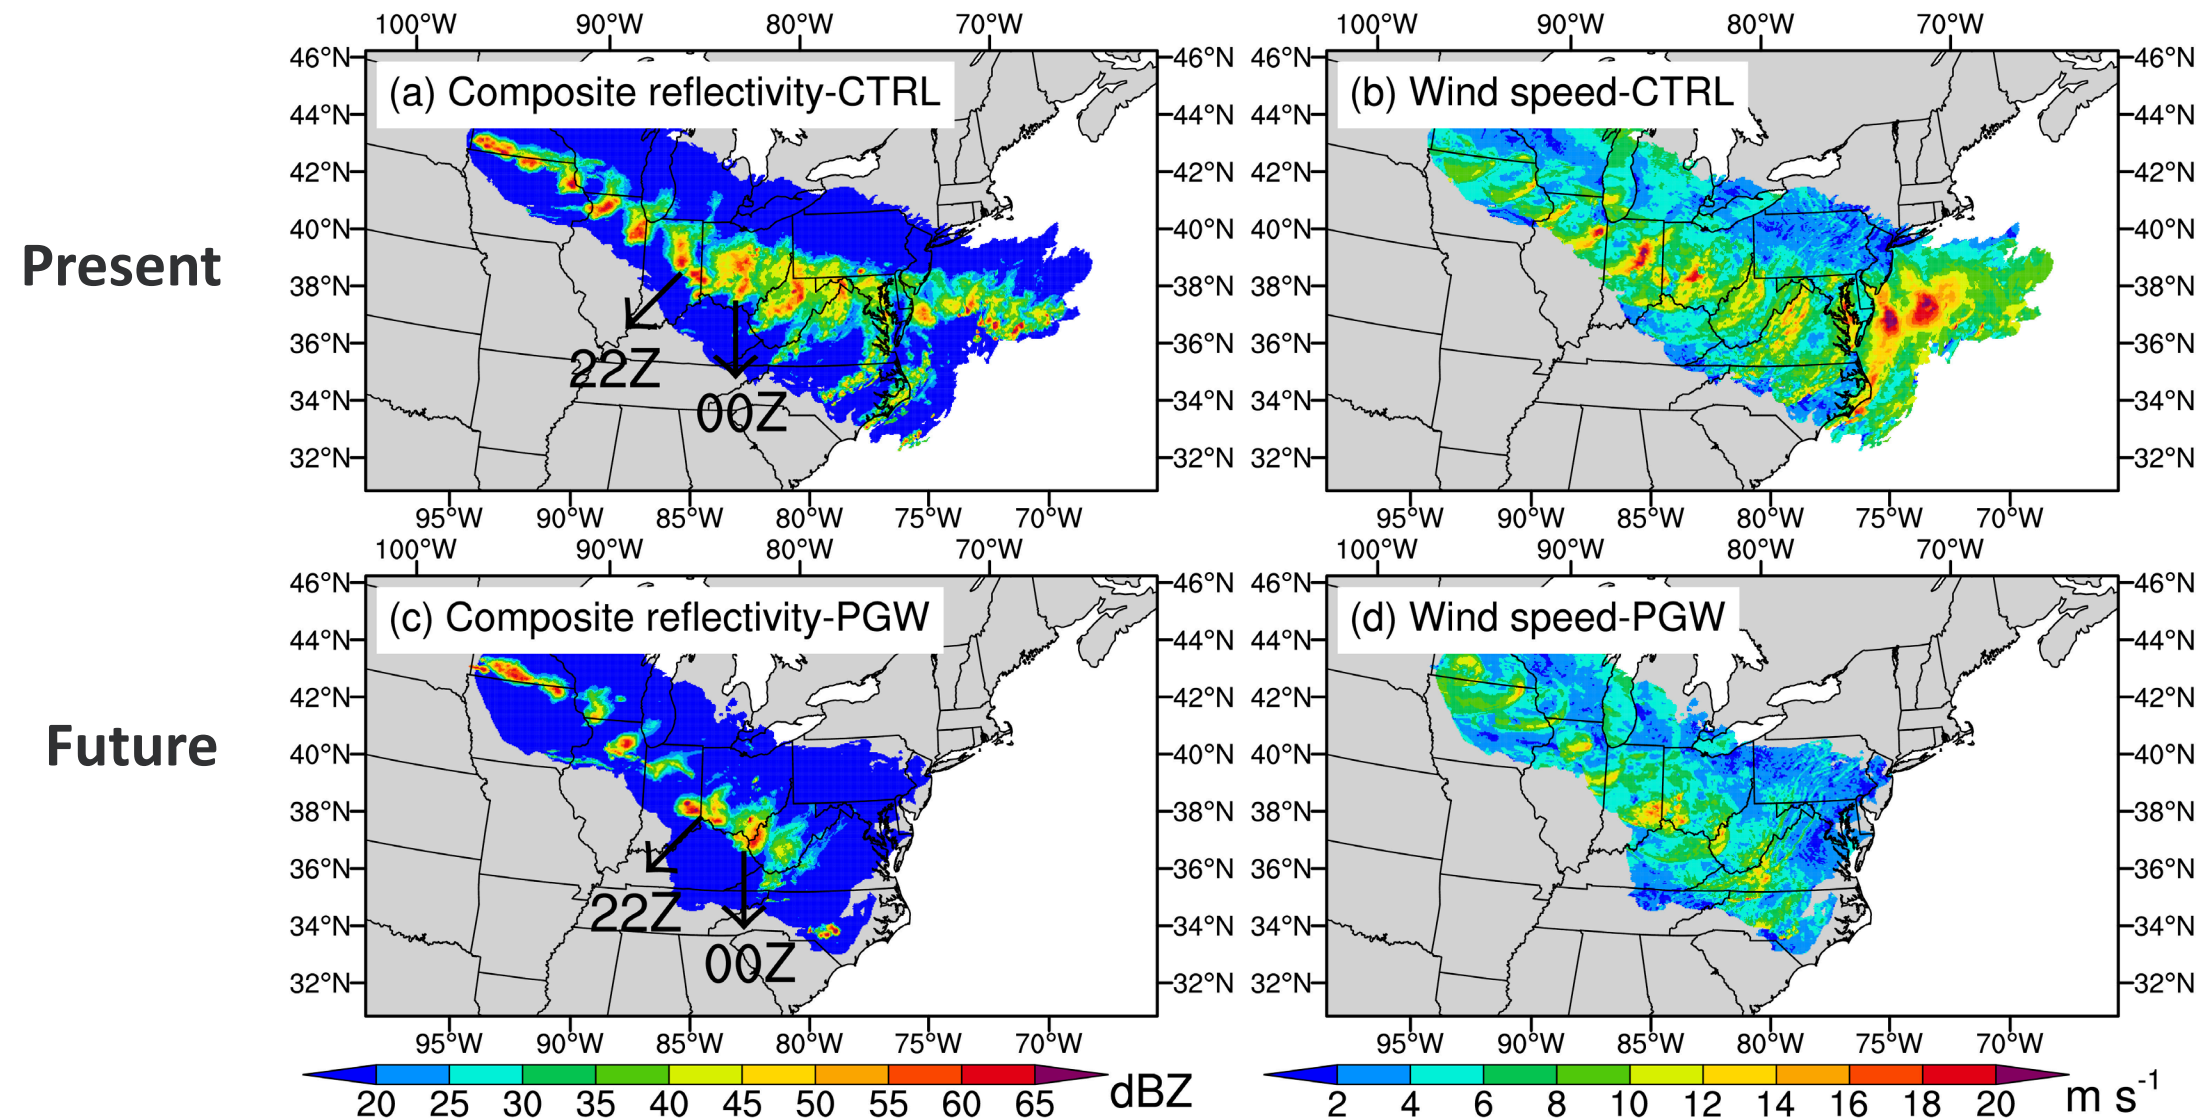 100°W 90°W 80°W 70°W 100°W 90°W 80°W 70°W
46°N 46°N 46°N 46°N
(a) Composite reflectivity-CTRL (b) Wind speed-CTRL
44°N 44°N 44°N 44°N
42°N 42°N 42°N 42°N
40°N 40°N 40°N 40°N
Present
38°N 38°N 38°N 38°N
36°N 36°N 36°N 36°N
22Z
34°N 00Z 34°N 34°N 34°N
32°N 32°N 32°N 32°N
95°W 90°W 85°W 80°W 75°W 70°W 95°W 90°W 85°W 80°W 75°W 70°W
100°W 90°W 80°W 70°W 100°W 90°W 80°W 70°W
46°N 46°N 46°N 46°N
(c) Composite reflectivity-PGW (d) Wind speed-PGW
44°N 44°N 44°N 44°N
42°N 42°N 42°N 42°N
Future
40°N 40°N 40°N 40°N
38°N 38°N 38°N 38°N
36°N 36°N 36°N 36°N
22Z
34°N 34°N 34°N 34°N
00Z
32°N 32°N 32°N 32°N
95°W 90°W 85°W 80°W 75°W 70°W 95°W 90°W 85°W 80°W 75°W 70°W
20 25 30 35 40 45 50 55 60 65 dBZ 2 4 6 8 10 12 14 16 18 20 m s⁻¹